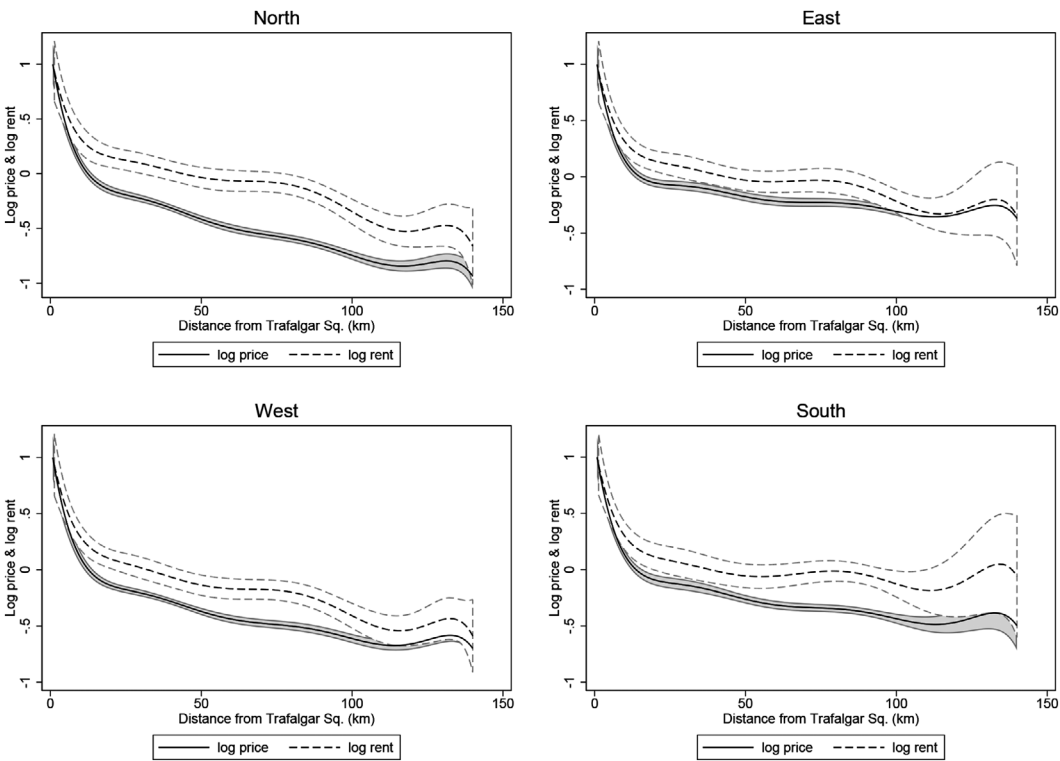 North
Log price & log rent
1
.5
0
-.5
-1
0 50 100 150
Distance from Trafalgar Sq. (km)
log price log rent
East
Log price & log rent
1
.5
0
-.5
-1
0 50 100 150
Distance from Trafalgar Sq. (km)
log price log rent
West
Log price & log rent
1
.5
0
-.5
-1
0 50 100 150
Distance from Trafalgar Sq. (km)
log price log rent
South
Log price & log rent
1
.5
0
-.5
-1
0 50 100 150
Distance from Trafalgar Sq. (km)
log price log rent